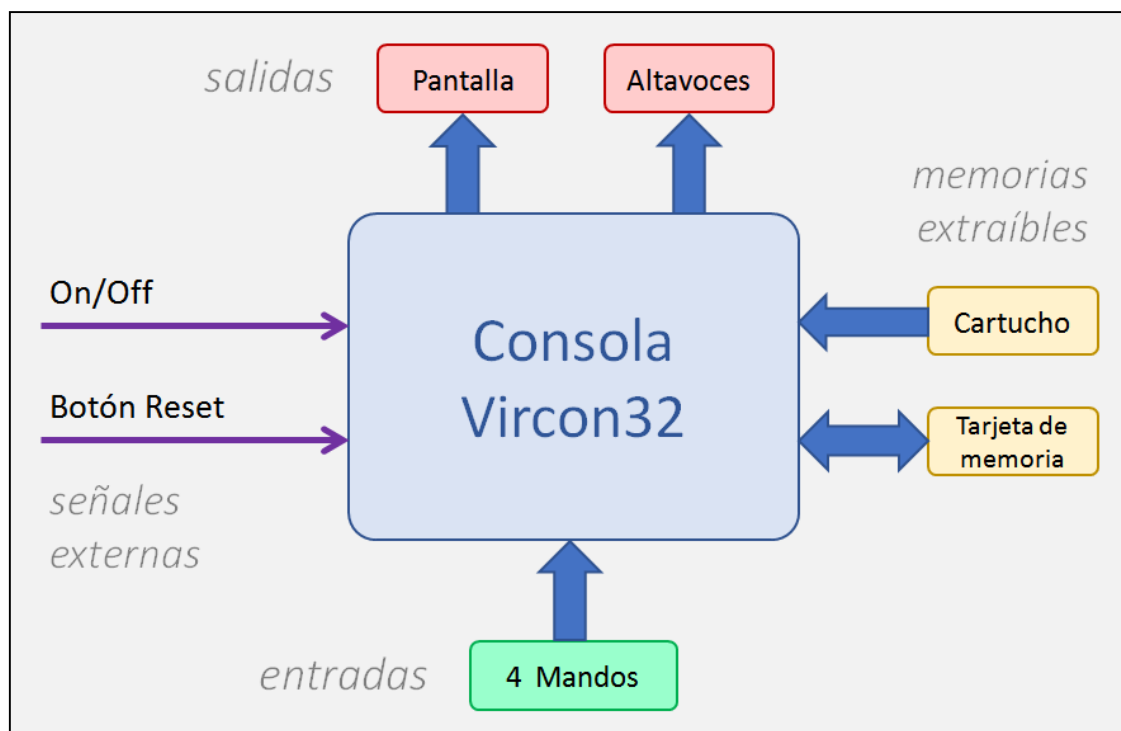 salidas
Pantalla
Altavoces
memorias
extraíbles
On/Off
Consola
Vircon32
Cartucho
Botón Reset
Tarjeta de
memoria
señales
externas
entradas
4 Mandos